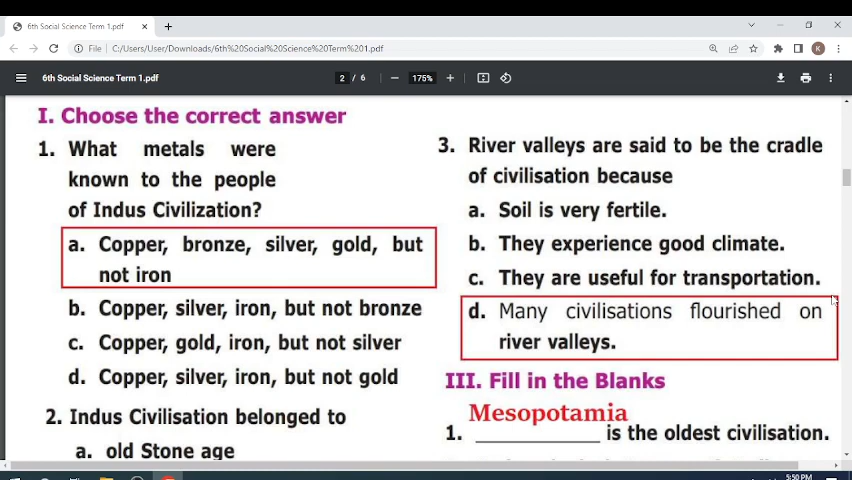 6th Social Science Term 1.pdf
File
C:/Users/User/Downloads/6th%20Social%20Science%20Term%201.pdf
K
6th Social Science Term 1.pdf
2 / 6
175%
I. Choose the correct answer
1. What metals were
known to the people
of Indus Civilization?
a. Copper, bronze, silver, gold, but
not iron
b. Copper, silver, iron, but not bronze
c. Copper, gold, iron, but not silver
d. Copper, silver, iron, but not gold
2. Indus Civilisation belonged to
a. old Stone age
3. River valleys are said to be the cradle
of civilisation because
a. Soil is very fertile.
b. They experience good climate.
c. They are useful for transportation.
d. Many civilisations flourished on
river valleys.
III. Fill in the Blanks
Mesopotamia
1. ____________ is the oldest civilisation.
5:50 PM